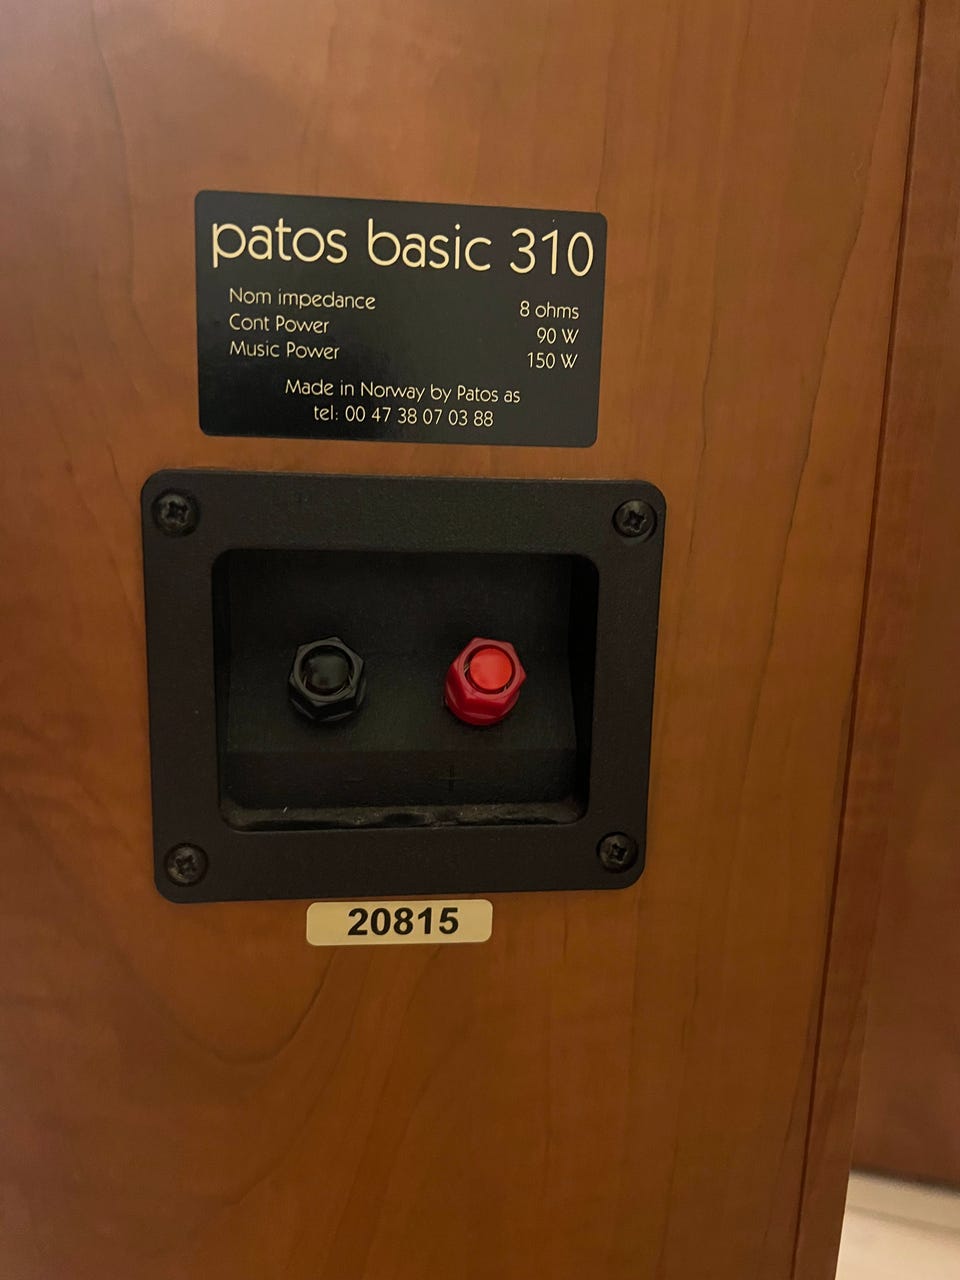 patos basic 310
Nom impedance 8 ohms
Cont Power 90 W
Music Power 150 W
Made in Norway by Patos as
tel: 00 47 38 07 03 88
- +
20815